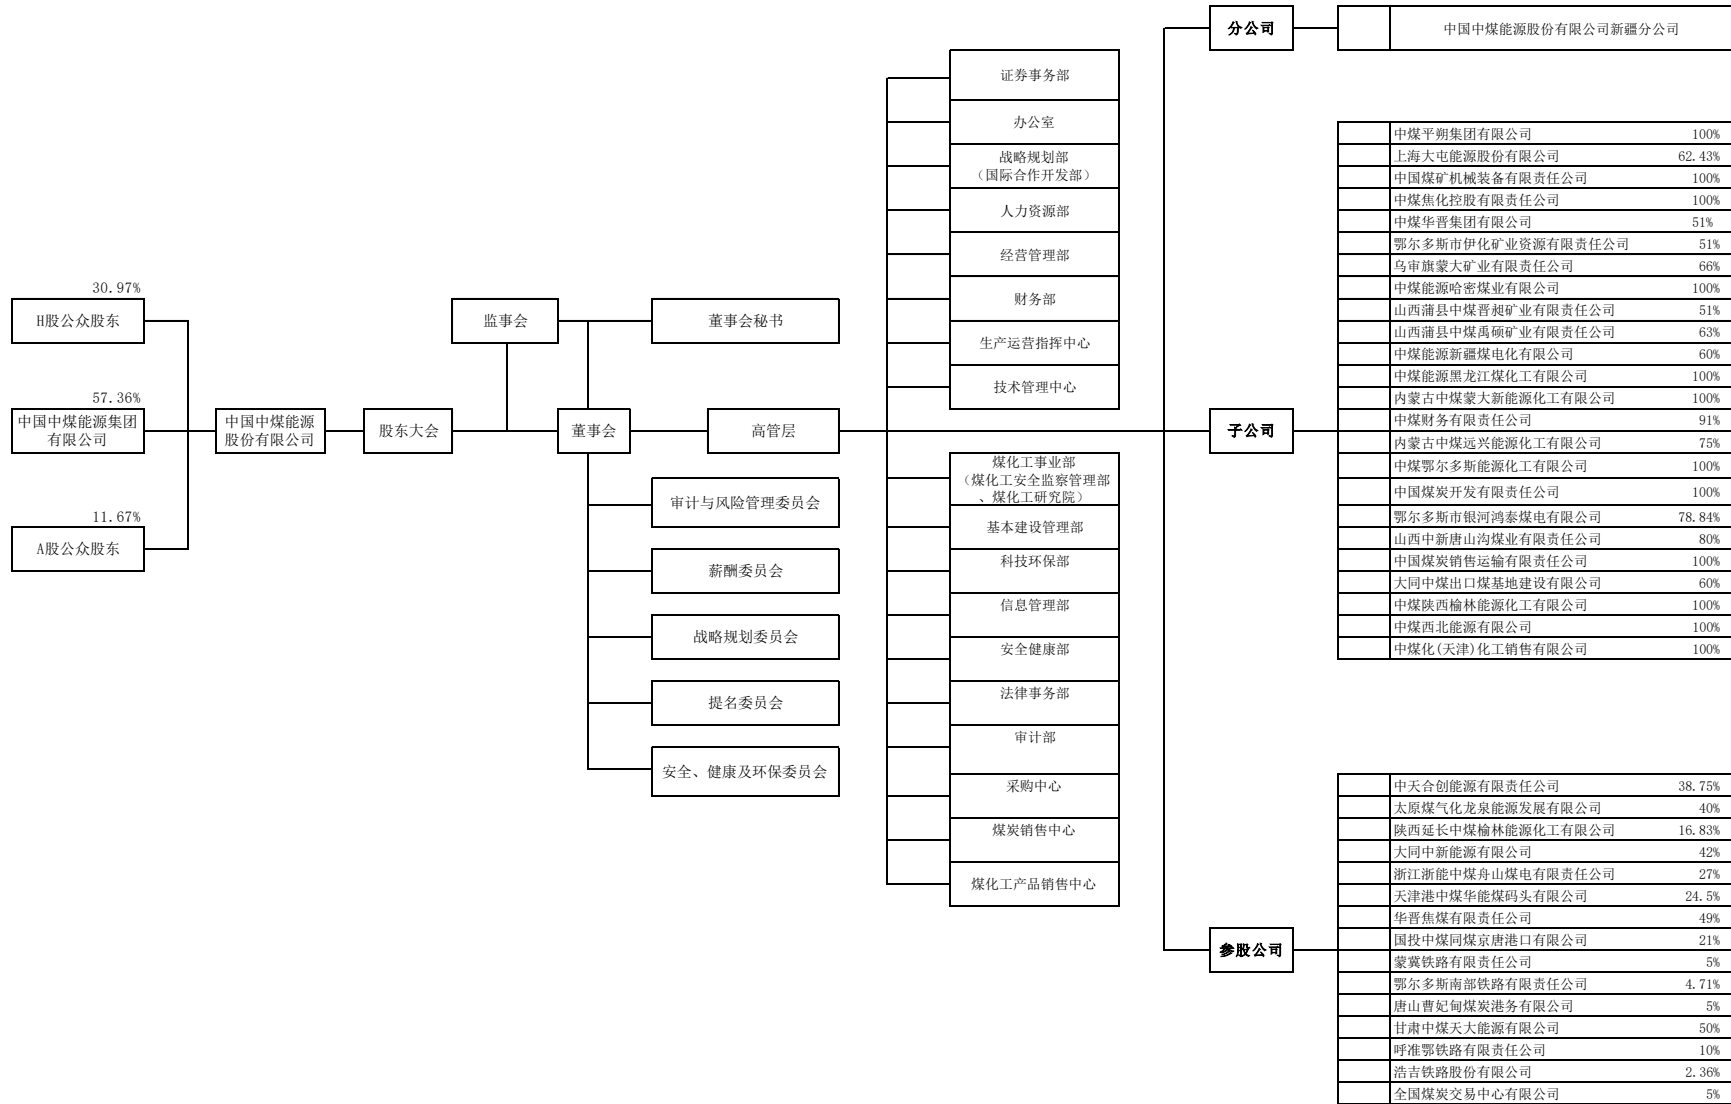 30.97%
H股公众股东
57.36%
中国中煤能源集团
有限公司
11.67%
A股公众股东
中国中煤能源
股份有限公司
股东大会
监事会
董事会
董事会秘书
高管层
审计与风险管理委员会
薪酬委员会
战略规划委员会
提名委员会
安全、健康及环保委员会
证券事务部
办公室
战略规划部
（国际合作开发部）
人力资源部
经营管理部
财务部
生产运营指挥中心
技术管理中心
煤化工事业部
（煤化工安全监察管理部
、煤化工研究院）
基本建设管理部
科技环保部
信息管理部
安全健康部
法律事务部
审计部
采购中心
煤炭销售中心
煤化工产品销售中心
分公司
中国中煤能源股份有限公司新疆分公司
子公司
中煤平朔集团有限公司 100%
上海大屯能源股份有限公司 62.43%
中国煤矿机械装备有限责任公司 100%
中煤焦化控股有限责任公司 100%
中煤华晋集团有限公司 51%
鄂尔多斯市伊化矿业资源有限责任公司 51%
乌审旗蒙大矿业有限责任公司 66%
中煤能源哈密煤业有限公司 100%
山西蒲县中煤晋昶矿业有限责任公司 51%
山西蒲县中煤禹硕矿业有限责任公司 63%
中煤能源新疆煤电化有限公司 60%
中煤能源黑龙江煤化工有限公司 100%
内蒙古中煤蒙大新能源化工有限公司 100%
中煤财务有限责任公司 91%
内蒙古中煤远兴能源化工有限公司 75%
中煤鄂尔多斯能源化工有限公司 100%
中国煤炭开发有限责任公司 100%
鄂尔多斯市银河鸿泰煤电有限公司 78.84%
山西中新唐山沟煤业有限责任公司 80%
中国煤炭销售运输有限责任公司 100%
大同中煤出口煤基地建设有限公司 60%
中煤陕西榆林能源化工有限公司 100%
中煤西北能源有限公司 100%
中煤化(天津)化工销售有限公司 100%
参股公司
中天合创能源有限责任公司 38.75%
太原煤气化龙泉能源发展有限公司 40%
陕西延长中煤榆林能源化工有限公司 16.83%
大同中新能源有限公司 42%
浙江浙能中煤舟山煤电有限责任公司 27%
天津港中煤华能煤码头有限公司 24.5%
华晋焦煤有限责任公司 49%
国投中煤同煤京唐港口有限公司 21%
蒙冀铁路有限责任公司 5%
鄂尔多斯南部铁路有限责任公司 4.71%
唐山曹妃甸煤炭港务有限公司 5%
甘肃中煤天大能源有限公司 50%
呼准鄂铁路有限责任公司 10%
浩吉铁路股份有限公司 2.36%
全国煤炭交易中心有限公司 5%